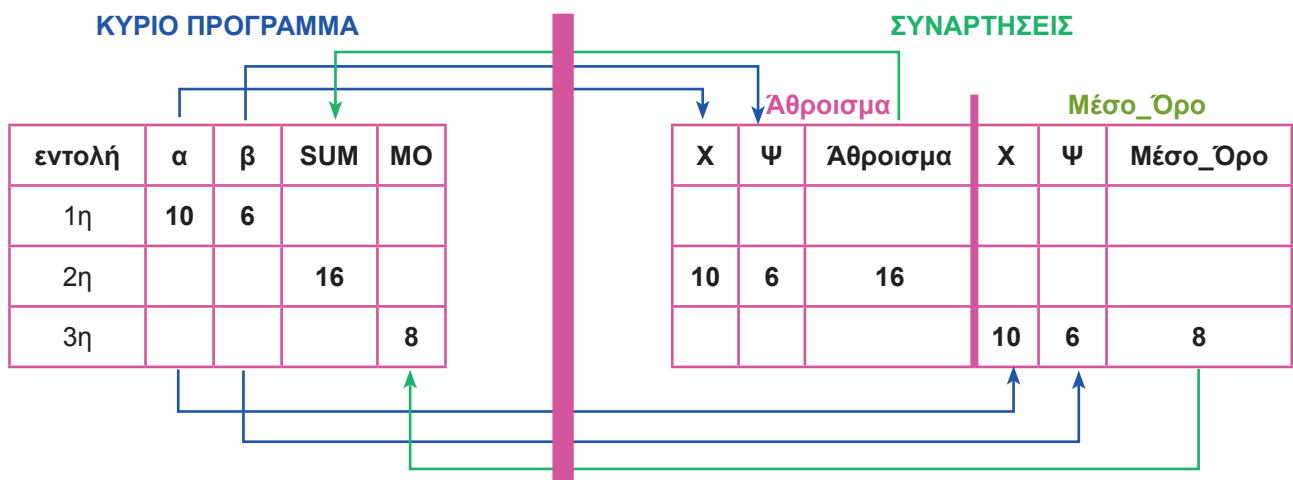 ΚΥΡΙΟ ΠΡΟΓΡΑΜΜΑ
ΣΥΝΑΡΤΗΣΕΙΣ
Άθροισμα Μέσο_Όρο
εντολή α β SUM ΜΟ
1η 10 6
2η 16
3η 8
Χ Ψ Άθροισμα Χ Ψ Μέσο_Όρο
10 6 16
10 6 8